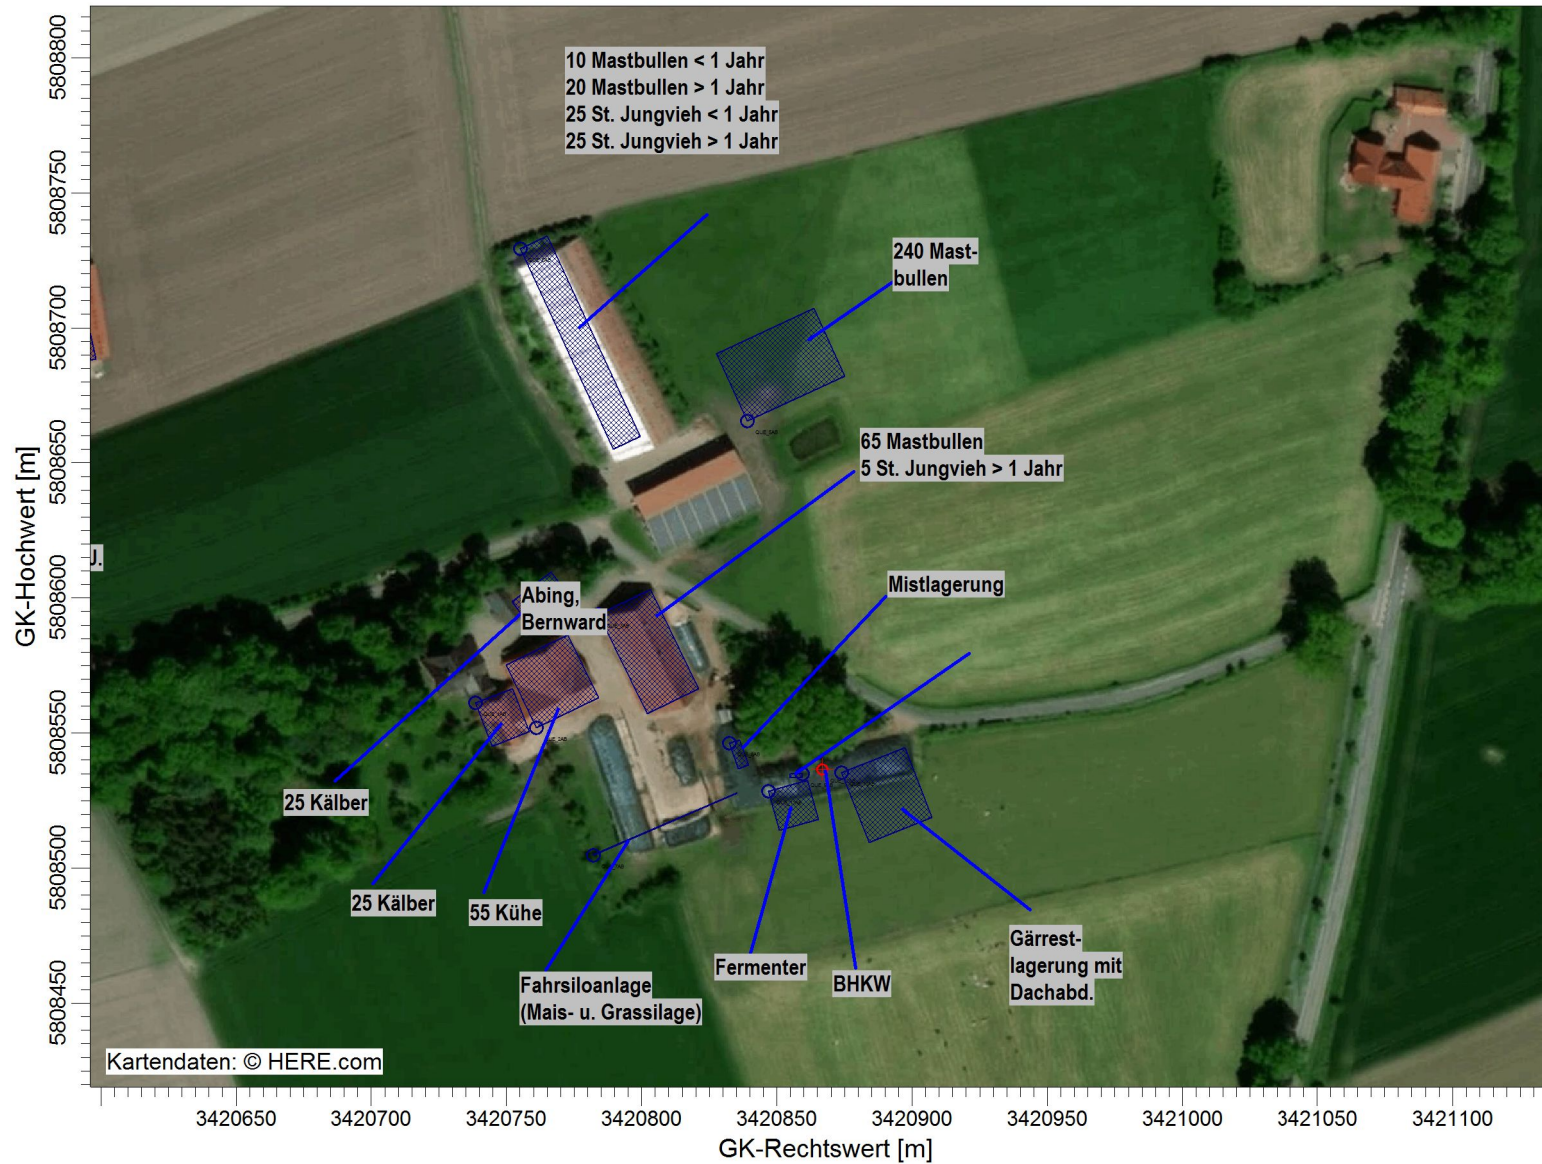 10 Mastbullen < 1 Jahr
20 Mastbullen > 1 Jahr
25 St. Jungvieh < 1 Jahr
25 St. Jungvieh > 1 Jahr
240 Mast-
bullen
65 Mastbullen
5 St. Jungvieh > 1 Jahr
J.
Abing,
Bernward
Mistlagerung
25 Kälber
25 Kälber
55 Kühe
Fahrsiloanlage
(Mais- u. Grassilage)
Fermenter
BHKW
Gärrest-
lagerung mit
Dachabd.
Kartendaten: © HERE.com
GK-Hochwert [m]
5808800
5808750
5808700
5808650
5808600
5808550
5808500
5808450
3420650
3420700
3420750
3420800
3420850
3420900
3420950
3421000
3421050
3421100
GK-Rechtswert [m]